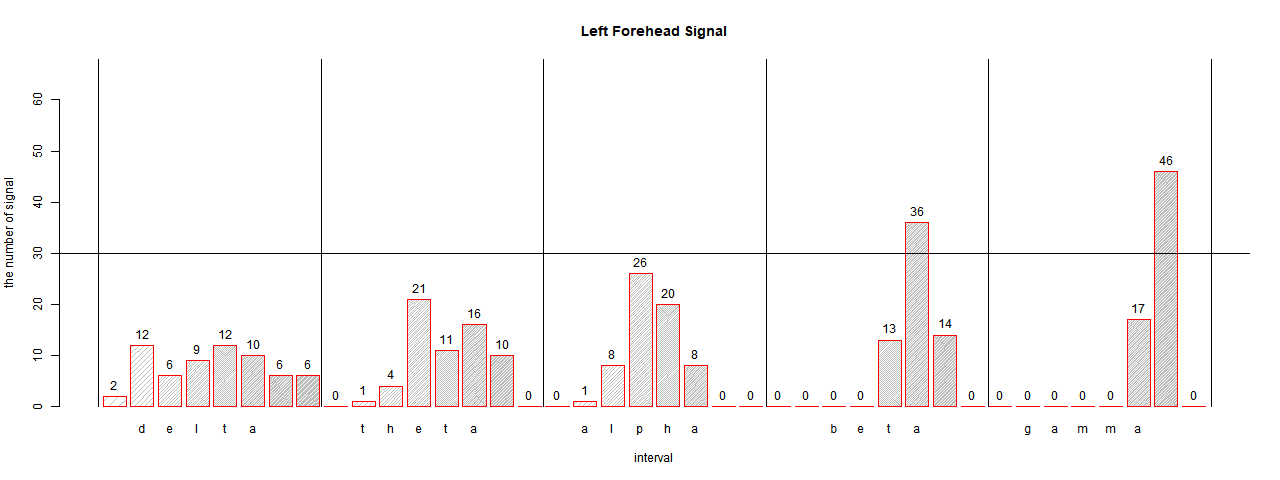 Left Forehead Signal
the number of signal
60
50
40
30
20
10
0
2 12 6 9 12 10 6 6 0 1 4 21 11 16 10 0 0 1 8 26 20 8 0 0 0 0 0 0 13 36 14 0 0 0 0 0 0 17 46 0
d e l t a t h e t a a l p h a b e t a g a m m a
interval